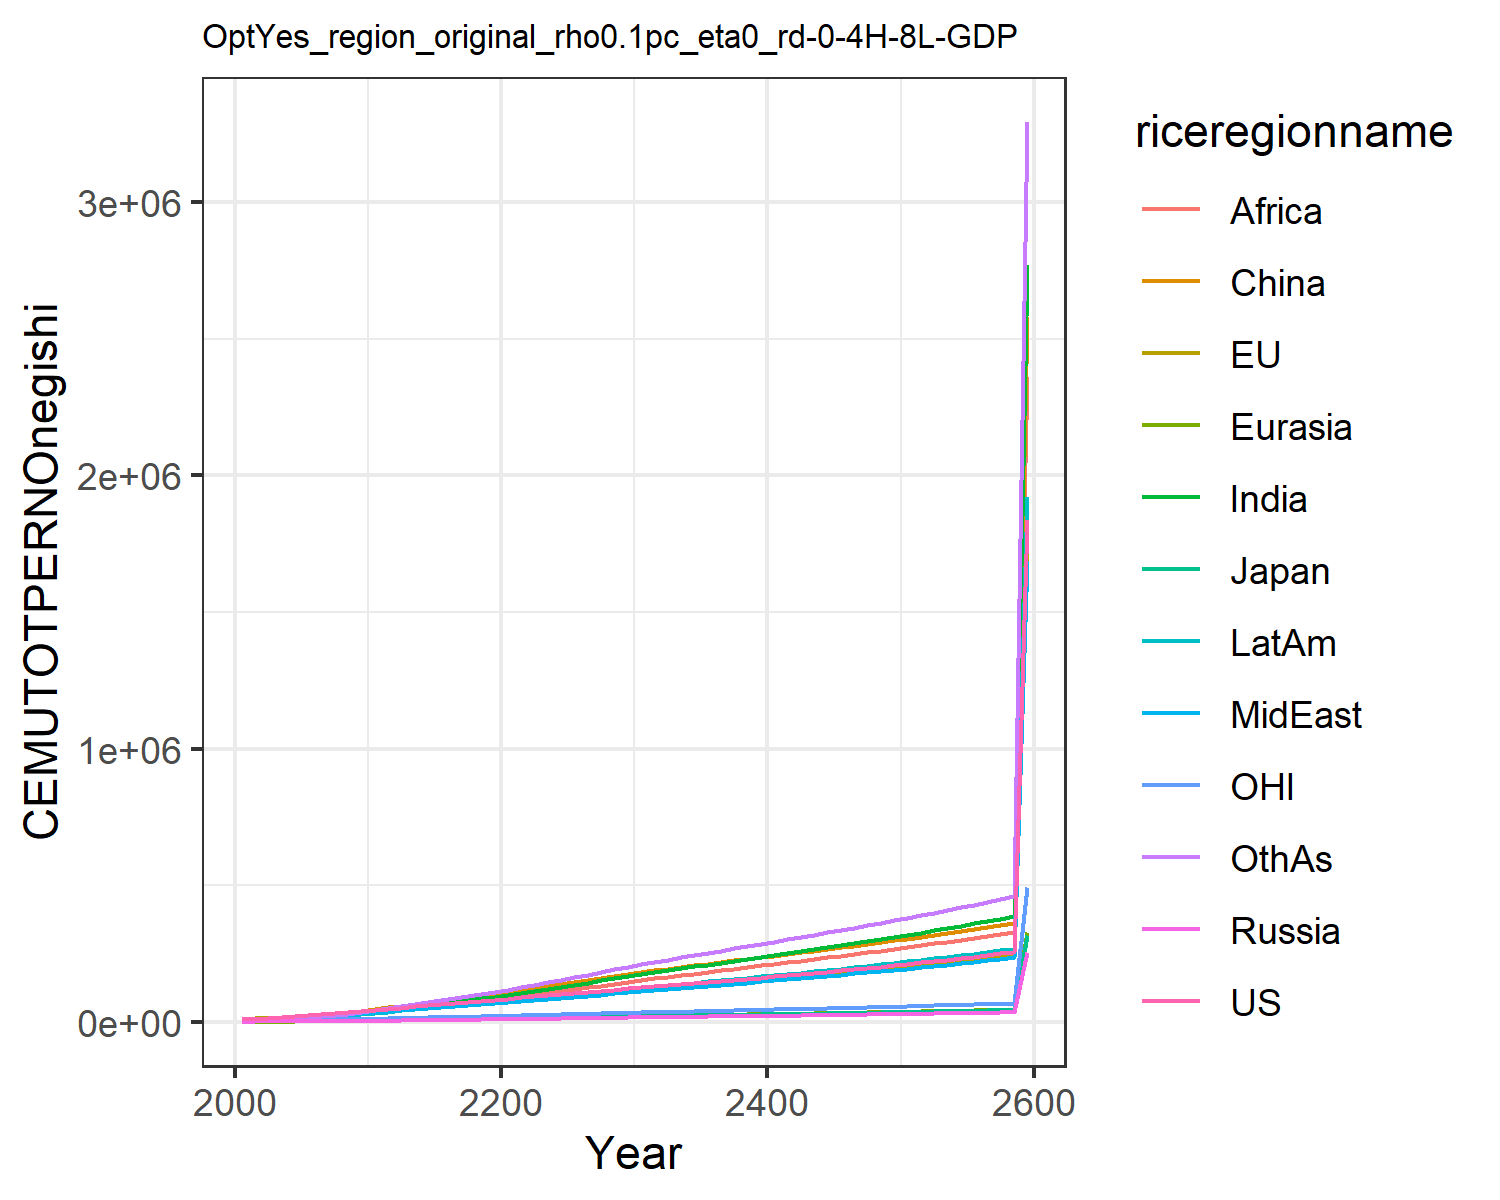 OptYes_region_original_rho0.1pc_eta0_rd-0-4H-8L-GDP
CEMUTOTPERNOnegishi
3e+06
2e+06
1e+06
0e+00
2000
2200
2400
2600
Year
riceregionname
Africa
China
EU
Eurasia
India
Japan
LatAm
MidEast
OHI
OthAs
Russia
US